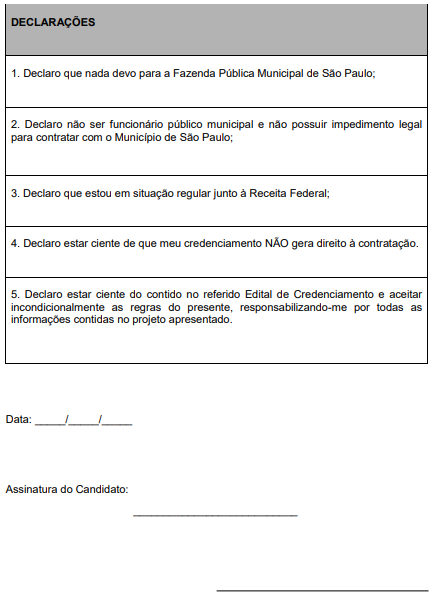 DECLARAÇÕES
1. Declaro que nada devo para a Fazenda Pública Municipal de São Paulo;
2. Declaro não ser funcionário público municipal e não possuir impedimento legal
para contratar com o Município de São Paulo;
3. Declaro que estou em situação regular junto à Receita Federal;
4. Declaro estar ciente de que meu credenciamento NÃO gera direito à contratação.
5. Declaro estar ciente do contido no referido Edital de Credenciamento e aceitar
incondicionalmente as regras do presente, responsabilizando-me por todas as
informações contidas no projeto apresentado.
Data: _____/_____/_____
Assinatura do Candidato:
___________________________